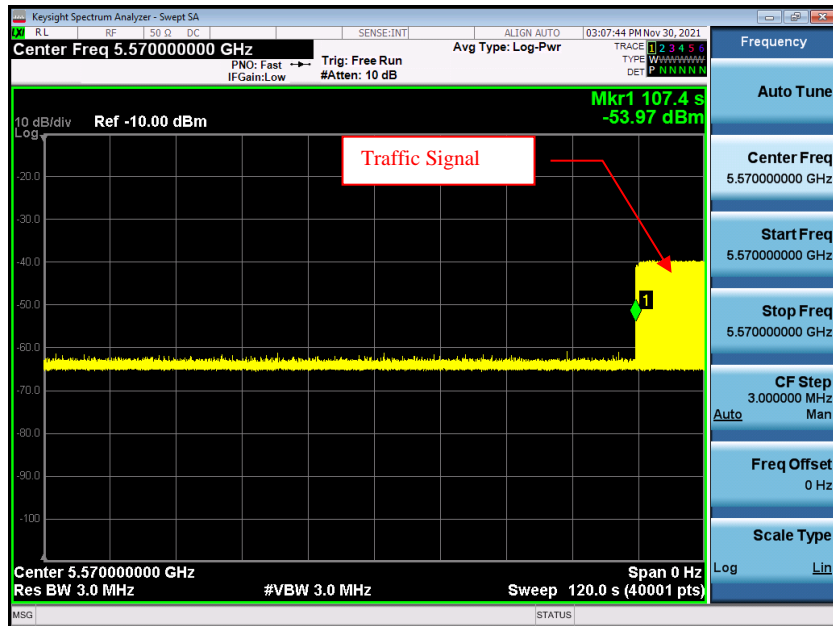 Keysight Spectrum Analyzer - Swept SA
LXI RL RF 50 Ω DC SENSE:INT ALIGN AUTO 03:07:44 PM Nov 30, 2021
Center Freq 5.570000000 GHz
PNO: Fast
IFGain:Low
Trig: Free Run
#Atten: 10 dB
Avg Type: Log-Pwr
TRACE 1 2 3 4 5 6
TYPE WWWWWW
DET P N N N N N
Mkr1 107.4 s
-53.97 dBm
10 dB/div Ref -10.00 dBm
Log
Traffic Signal
-20.0
-30.0
-40.0
-50.0
1
-60.0
-70.0
-80.0
-90.0
-100
Center 5.570000000 GHz Span 0 Hz
Res BW 3.0 MHz #VBW 3.0 MHz Sweep 120.0 s (40001 pts)
MSG STATUS
Frequency
Auto Tune
Center Freq
5.570000000 GHz
Start Freq
5.570000000 GHz
Stop Freq
5.570000000 GHz
CF Step
3.000000 MHz
Auto Man
Freq Offset
0 Hz
Scale Type
Log Lin